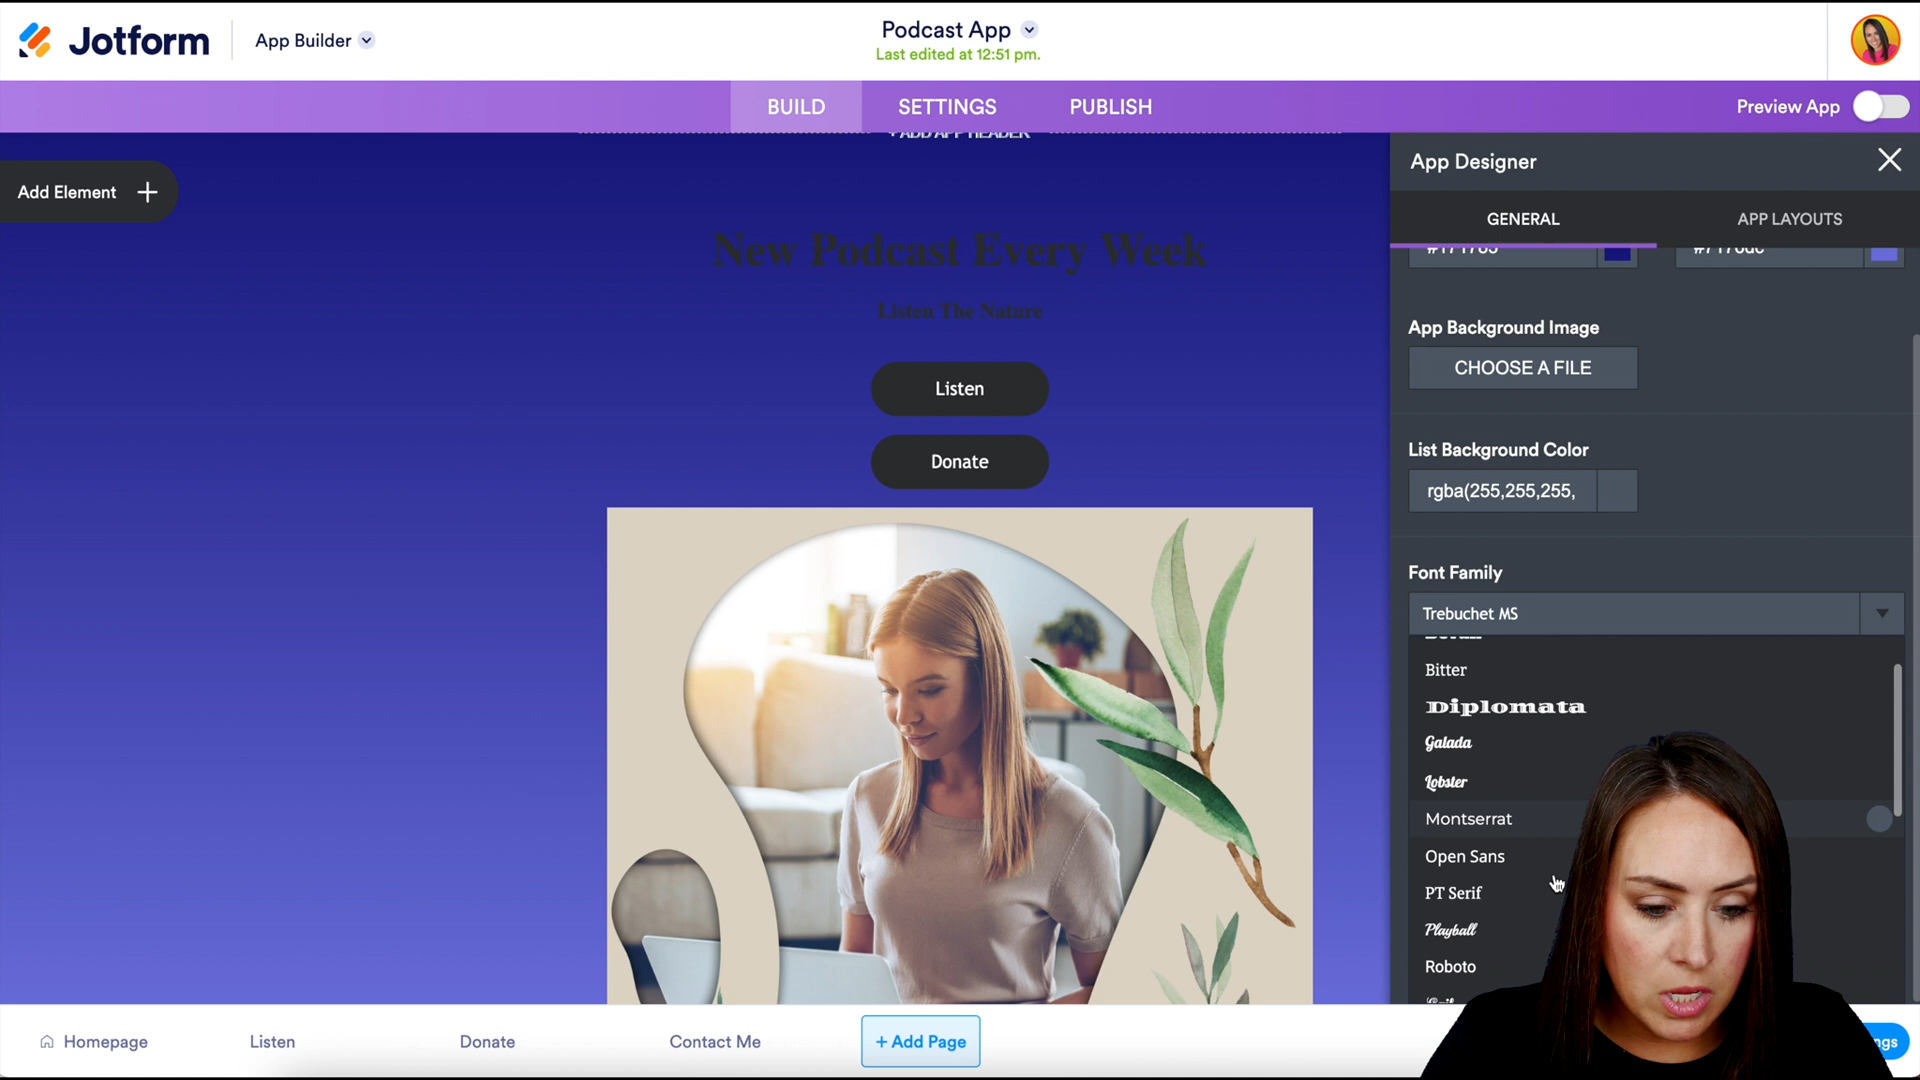 Jotform
App Builder
Podcast App
Last edited at 12:51 pm.
BUILD
SETTINGS
PUBLISH
Preview App
+ ADD APP HEADER
Add Element +
New Podcast Every Week
Listen The Nature
Listen
Donate
App Designer
GENERAL
APP LAYOUTS
App Background Image
CHOOSE A FILE
List Background Color
rgba(255,255,255,
Font Family
Trebuchet MS
Bitter
Diplomata
Galada
Lobster
Montserrat
Open Sans
PT Serif
Playball
Roboto
Homepage
Listen
Donate
Contact Me
+ Add Page